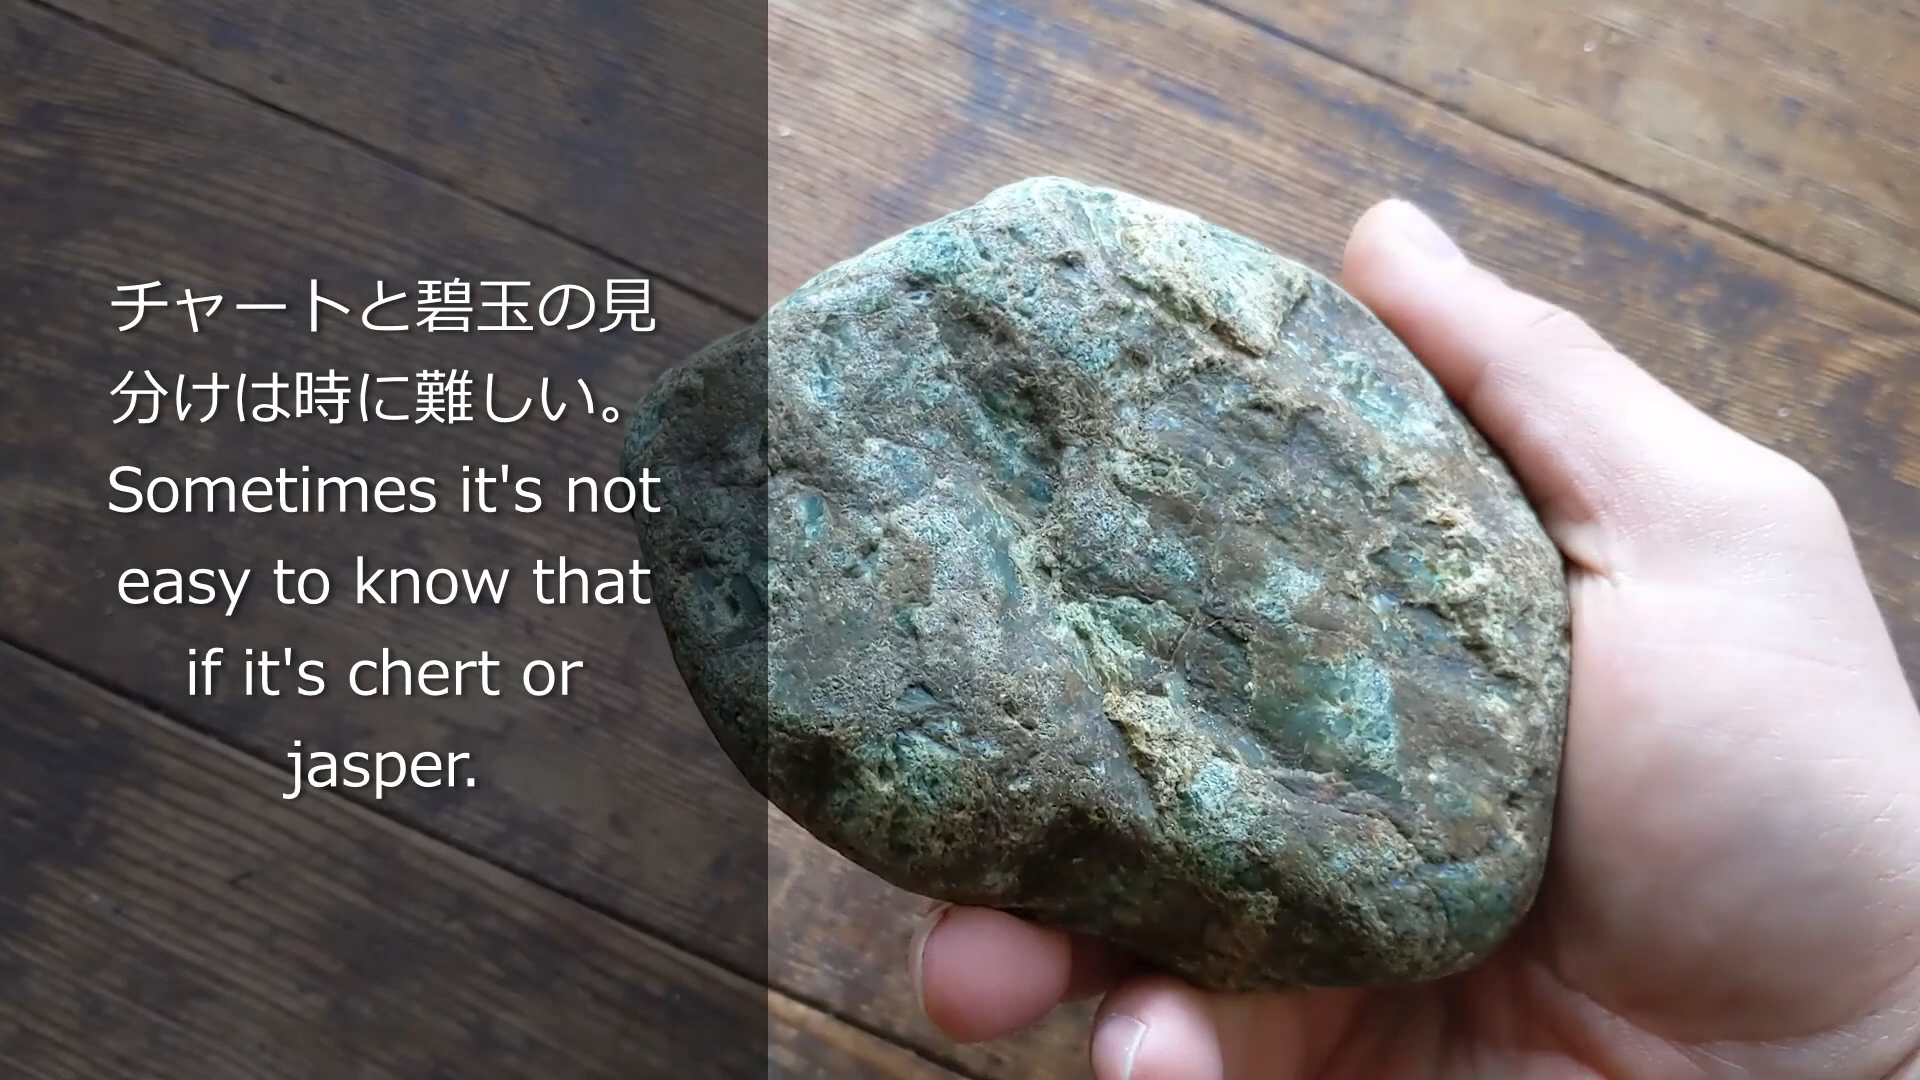 チャートと碧玉の見
分けは時に難しい。
Sometimes it's not
easy to know that
if it's chert or
jasper.